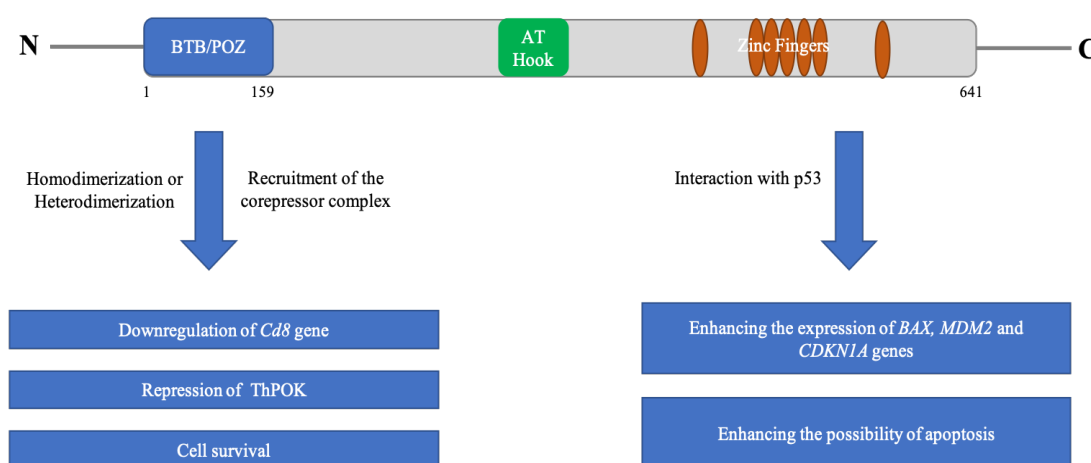 N
BTB/POZ
AT
Hook
Zinc Fingers
C
1
159
641
Homodimerization or
Heterodimerization
Recruitment of the
corepressor complex
Interaction with p53
Downregulation of Cd8 gene
Repression of ThPOK
Cell survival
Enhancing the expression of BAX, MDM2 and
CDKN1A genes
Enhancing the possibility of apoptosis